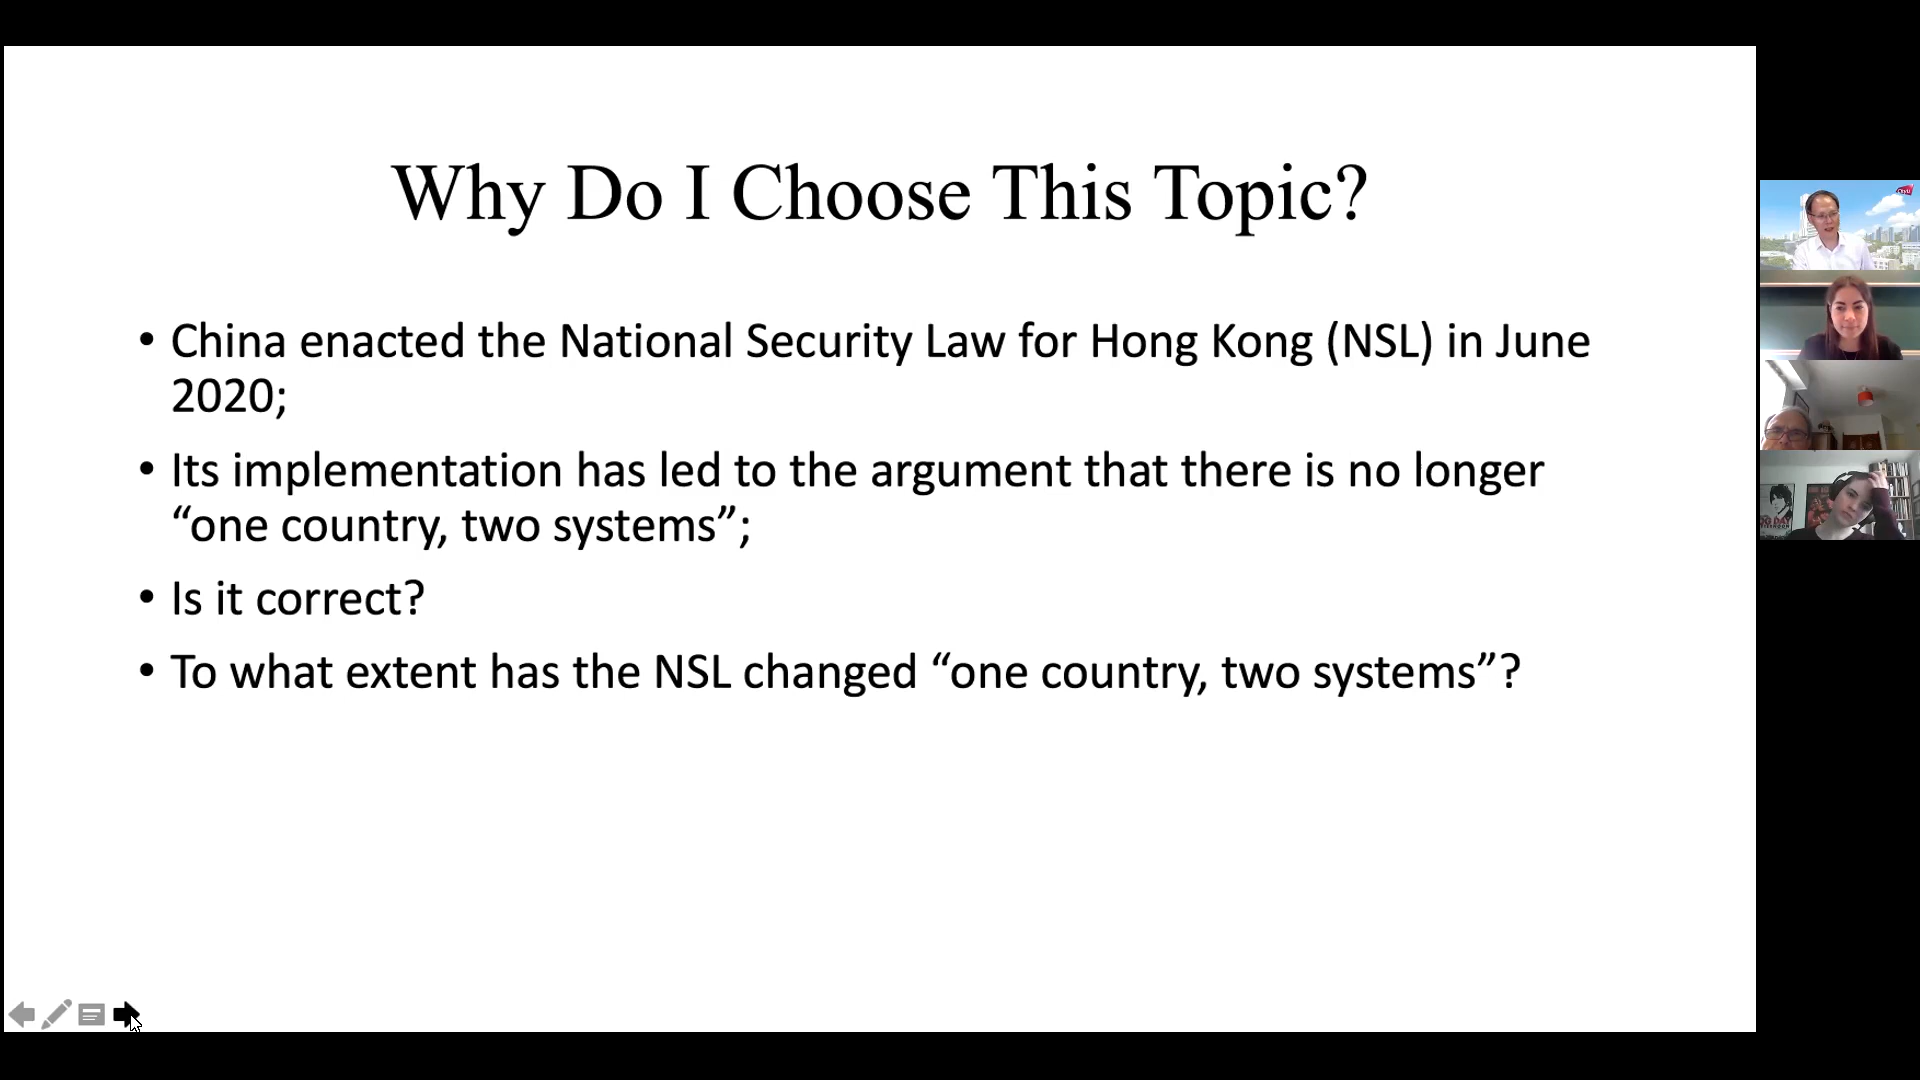 Why Do I Choose This Topic?
• China enacted the National Security Law for Hong Kong (NSL) in June
2020;
• Its implementation has led to the argument that there is no longer
“one country, two systems”;
• Is it correct?
• To what extent has the NSL changed “one country, two systems”?
CityU
DAY